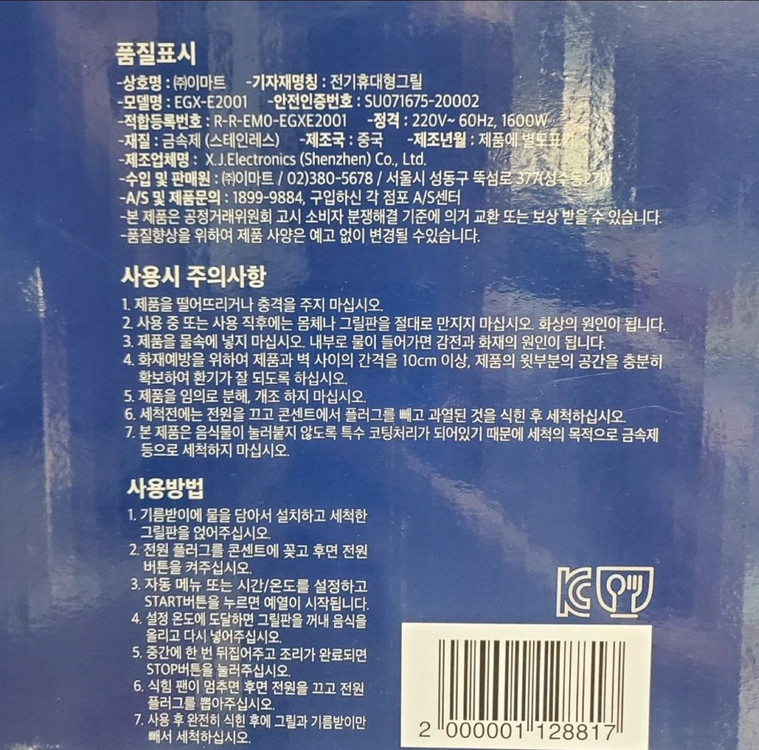 품질표시
-상호명 : ㈜이마트 -기자재명칭 : 전기휴대형그릴
-모델명 : EGX-E2001 -안전인증번호 : SU071675-20002
-적합등록번호 : R-R-EMO-EGXE2001 -정격 : 220V~ 60Hz, 1600W
-재질 : 금속제 (스테인레스) -제조국 : 중국 -제조년월 : 제품에 별도표기
-제조업체명 : X.J.Electronics (Shenzhen) Co., Ltd.
-수입 및 판매원 : ㈜이마트 / 02)380-5678 / 서울시 성동구 뚝섬로 377(성수동2가)
-A/S 및 제품문의 : 1899-9884, 구입하신 각 점포 A/S센터
-본 제품은 공정거래위원회 고시 소비자 분쟁해결 기준에 의거 교환 또는 보상 받을 수 있습니다.
-품질향상을 위하여 제품 사양은 예고 없이 변경될 수있습니다.
사용시 주의사항
1. 제품을 떨어뜨리거나 충격을 주지 마십시오.
2. 사용 중 또는 사용 직후에는 몸체나 그릴판을 절대로 만지지 마십시오. 화상의 원인이 됩니다.
3. 제품을 물속에 넣지 마십시오. 내부로 물이 들어가면 감전과 화재의 원인이 됩니다.
4. 화재예방을 위하여 제품과 벽 사이의 간격을 10cm 이상, 제품의 윗부분의 공간을 충분히
확보하여 환기가 잘 되도록 하십시오.
5. 제품을 임의로 분해, 개조 하지 마십시오.
6. 세척전에는 전원을 끄고 콘센트에서 플러그를 빼고 과열된 것을 식힌 후 세척하십시오.
7. 본 제품은 음식물이 눌러붙지 않도록 특수 코팅처리가 되어있기 때문에 세척의 목적으로 금속제
등으로 세척하지 마십시오.
사용방법
1. 기름받이에 물을 담아서 설치하고 세척한
그릴판을 얹어주십시오.
2. 전원 플러그를 콘센트에 꽂고 후면 전원
버튼을 켜주십시오.
3. 자동 메뉴 또는 시간/온도를 설정하고
START버튼을 누르면 예열이 시작됩니다.
4. 설정 온도에 도달하면 그릴판을 꺼내 음식을
올리고 다시 넣어주십시오.
5. 중간에 한 번 뒤집어주고 조리가 완료되면
STOP버튼을 눌러주십시오.
6. 식힘 팬이 멈추면 후면 전원을 끄고 전원
플러그를 뽑아주십시오.
7. 사용 후 완전히 식힌 후에 그릴과 기름받이만
빼서 세척하십시오.
2 000001 128817